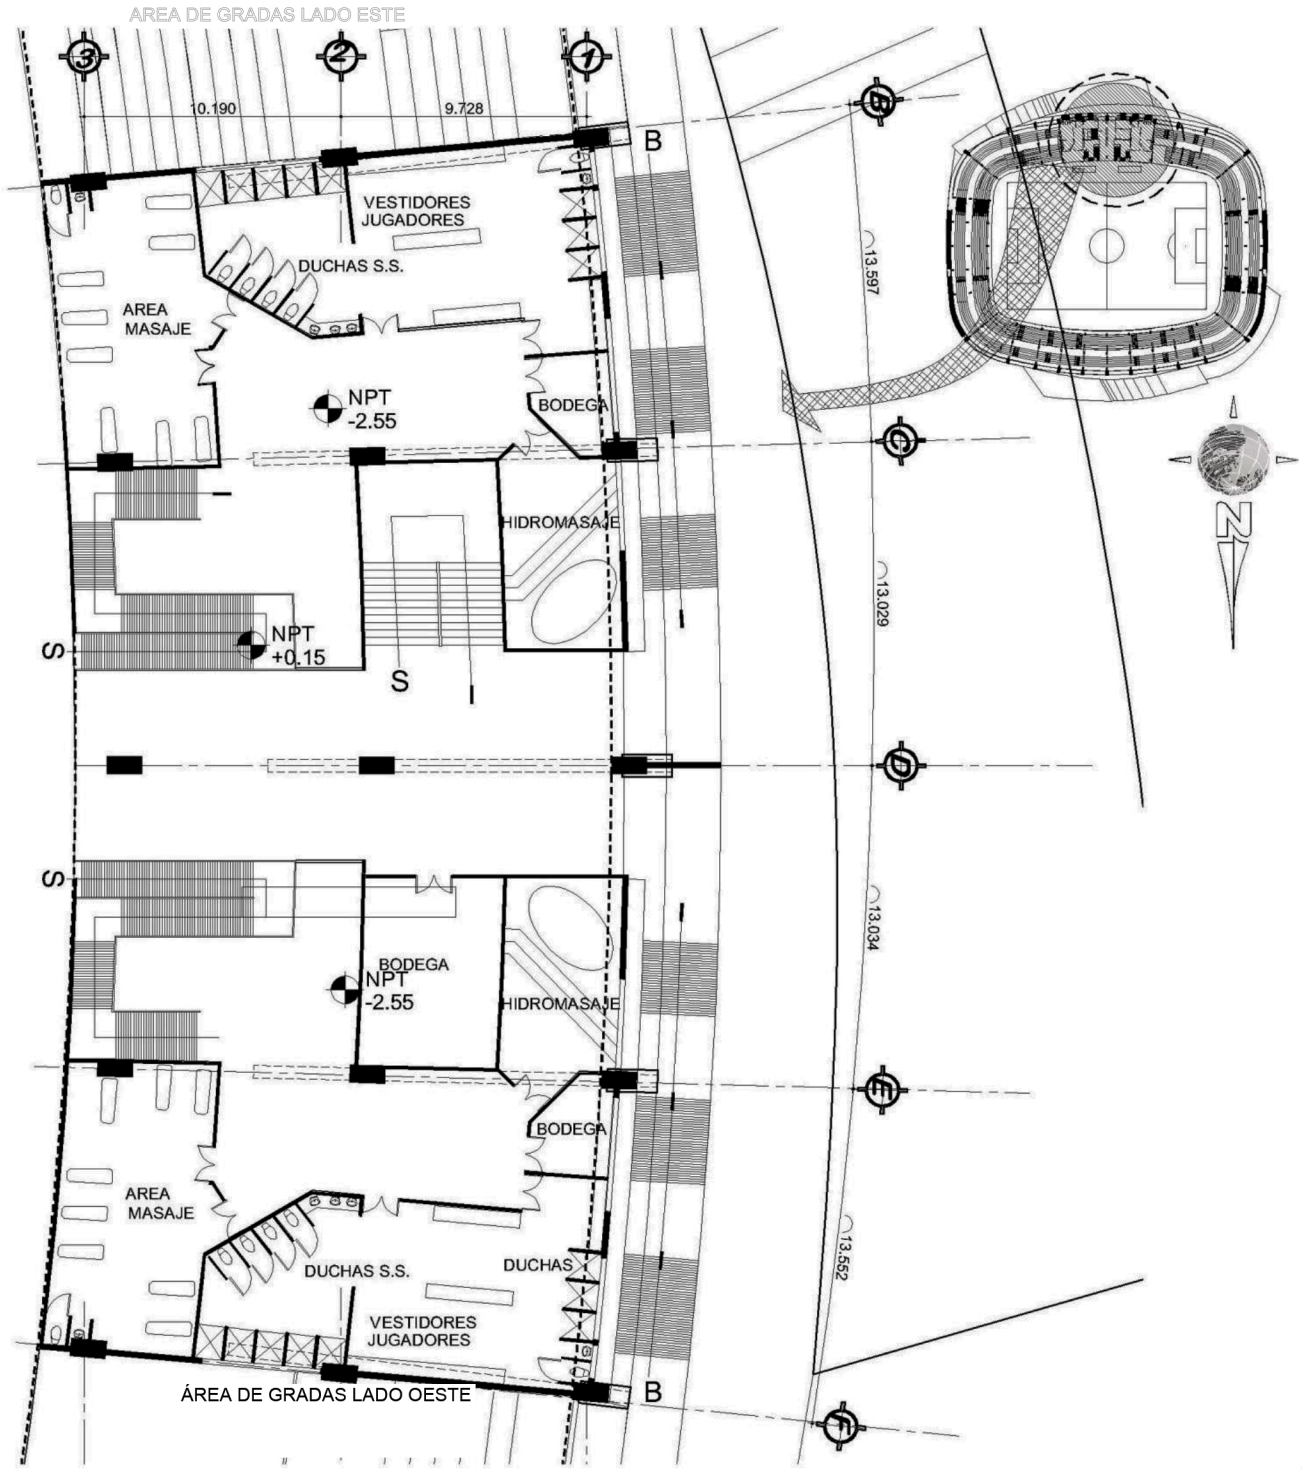 AREA DE GRADAS LADO ESTE
3
2
1
10.190
9.728
B
B
VESTIDORES
JUGADORES
DUCHAS S.S.
13.597
AREA
MASAJE
NPT
-2.55
BODEGA
C
HIDROMASAJE
N
13.029
NPT
+0.15
S
S
D
S
13.034
BODEGA
NPT
-2.55
HIDROMASAJE
E
BODEGA
AREA
MASAJE
13.552
DUCHAS
DUCHAS S.S.
VESTIDORES
JUGADORES
ÁREA DE GRADAS LADO OESTE
B
F